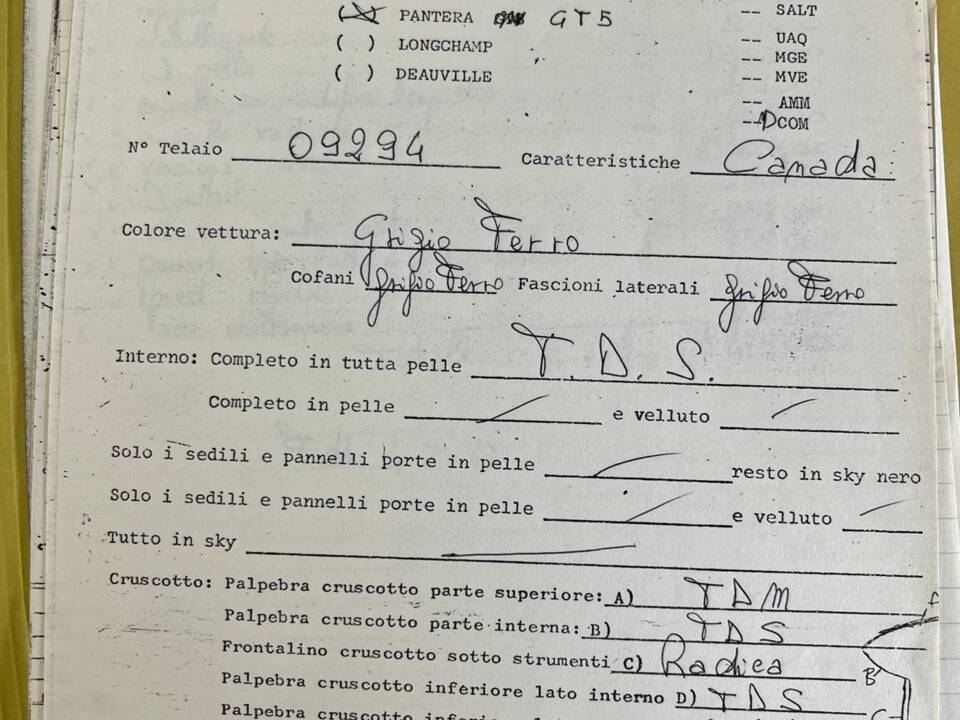 (X) PANTERA GT5 -- SALT
( ) LONGCHAMP -- UAQ
-- MGE
( ) DEAUVILLE -- MVE
-- AMM
-- COM
N° Telaio 09294 Caratteristiche Canada
Colore vettura: Grigio Ferro
Cofani Grigio Ferro Fascioni laterali Grigio Ferro
Interno: Completo in tutta pelle T.D.S.
Completo in pelle / e velluto /
Solo i sedili e pannelli porte in pelle / resto in sky nero
Solo i sedili e pannelli porte in pelle / e velluto /
Tutto in sky
Cruscotto: Palpebra cruscotto parte superiore: A) TDM
Palpebra cruscotto parte interna: B) TDS
Frontalino cruscotto sotto strumenti C) Radica
Palpebra cruscotto inferiore lato interno D) TDS
A
B
C